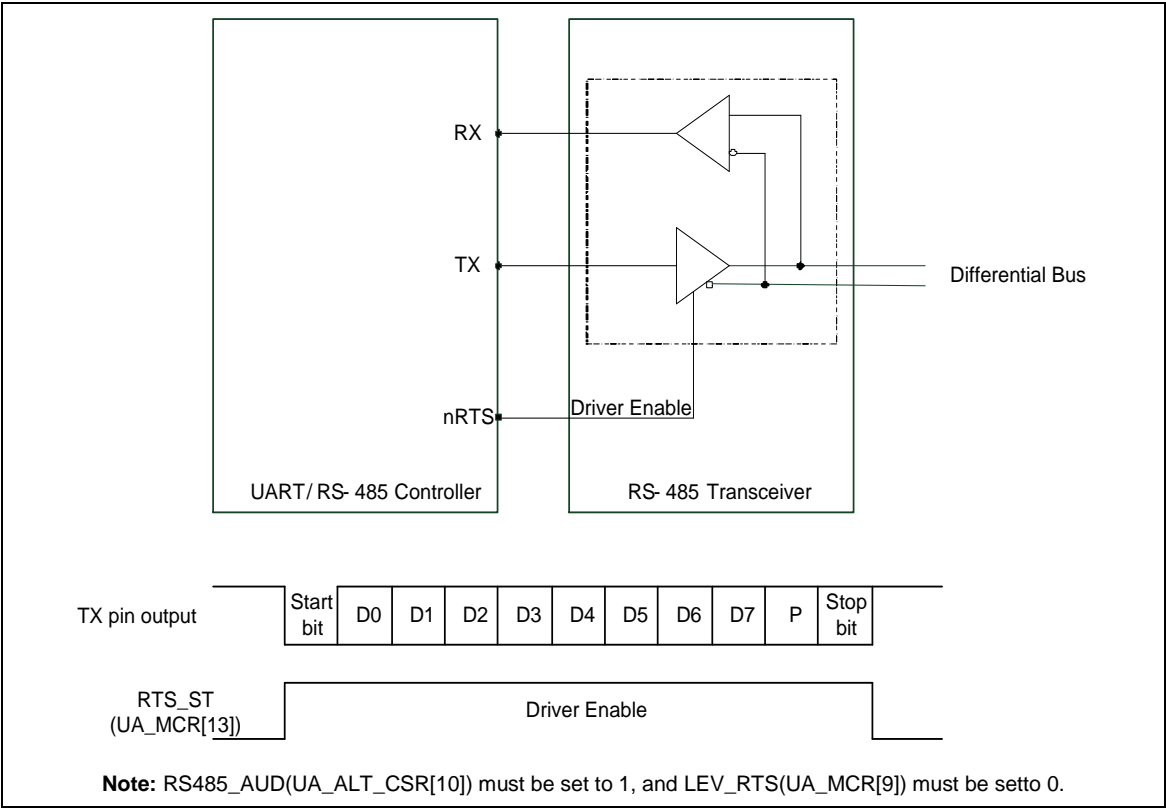 RX
TX
Differential Bus
nRTS
Driver Enable
UART/ RS- 485 Controller
RS- 485 Transceiver
TX pin output
Start
bit
D0
D1
D2
D3
D4
D5
D6
D7
P
Stop
bit
RTS_ST
(UA_MCR[13])
Driver Enable
Note: RS485_AUD(UA_ALT_CSR[10]) must be set to 1, and LEV_RTS(UA_MCR[9]) must be setto 0.